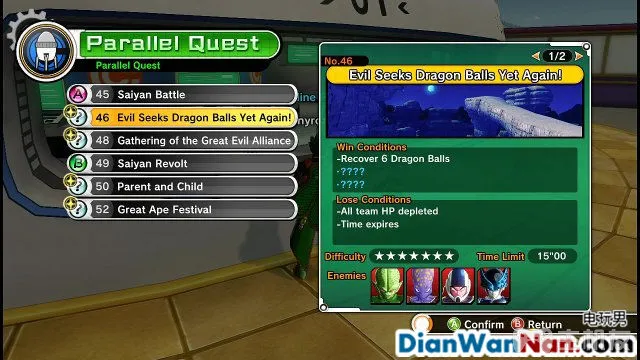 Parallel Quest
Parallel Quest
A 45 Saiyan Battle
? 46 Evil Seeks Dragon Balls Yet Again!
? 48 Gathering of the Great Evil Alliance
B 49 Saiyan Revolt
? 50 Parent and Child
? 52 Great Ape Festival
No.46
1/2
Evil Seeks Dragon Balls Yet Again!
Win Conditions
-Recover 6 Dragon Balls
-????
-????
Lose Conditions
-All team HP depleted
-Time expires
Difficulty ★★★★★★★ Time Limit 15"00
Enemies
A Confirm B Return
电玩男
DianWanNan.com